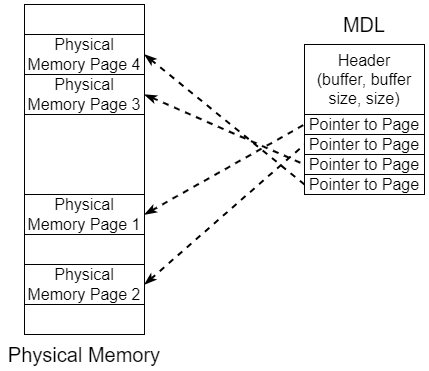 MDL
Physical
Memory Page 4
Physical
Memory Page 3
Physical
Memory Page 1
Physical
Memory Page 2
Physical Memory
Header
(buffer, buffer
size, size)
Pointer to Page
Pointer to Page
Pointer to Page
Pointer to Page